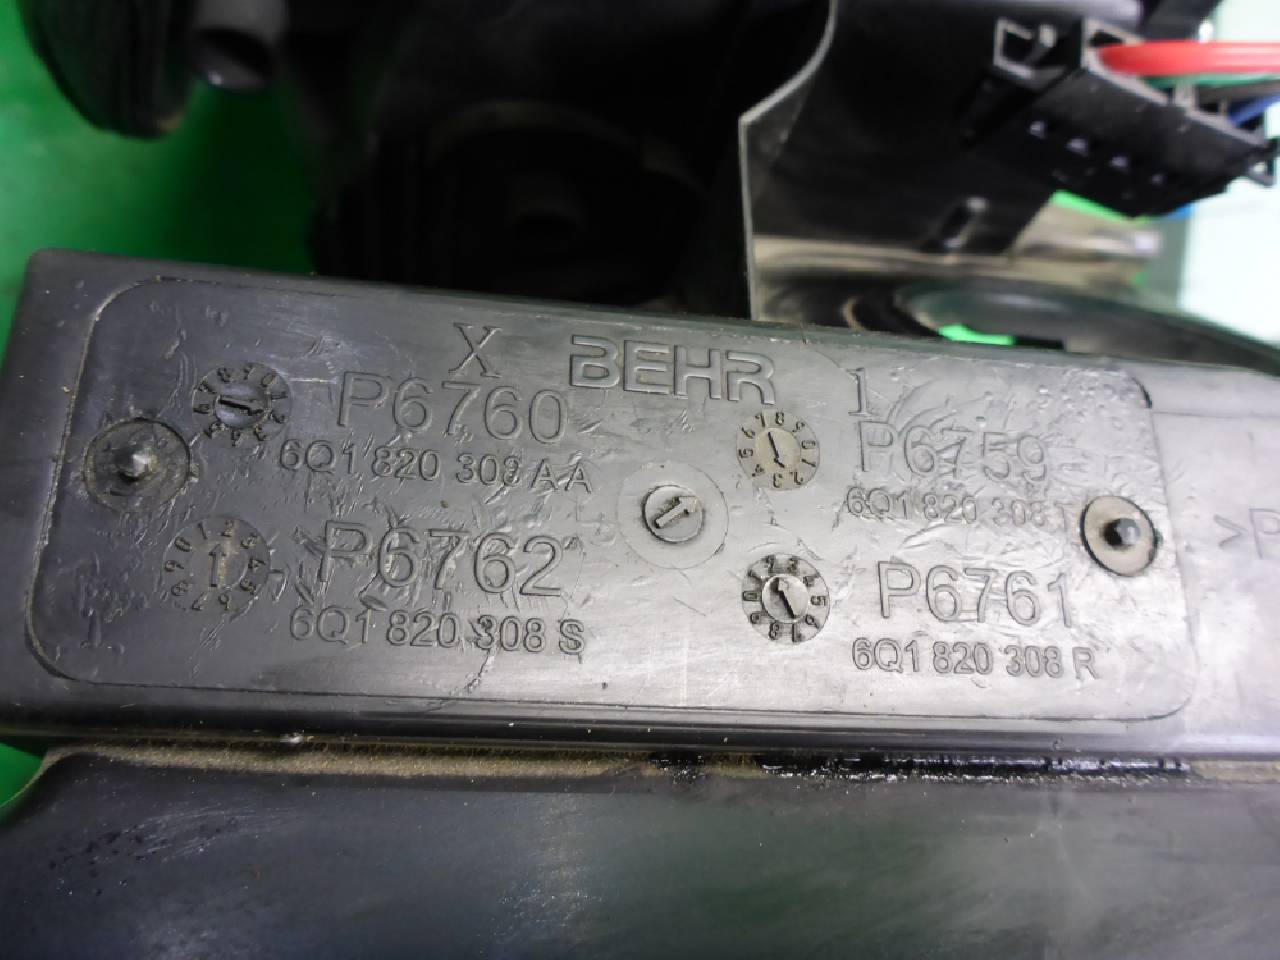 X BEHR 1
P6760
6Q1 820 308 AA
P6759
6Q1 820 308 T
P6762
6Q1 820 308 S
P6761
6Q1 820 308 R
>P